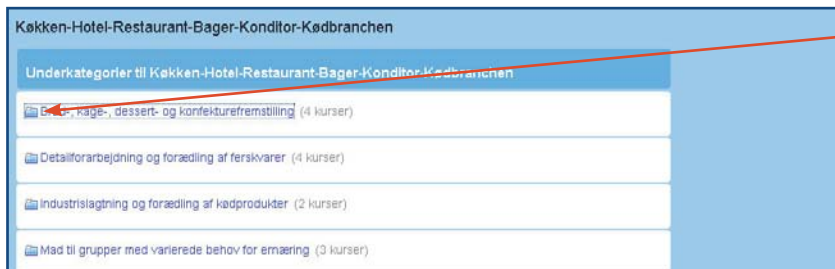 Køkken-Hotel-Restaurant-Bager-Konditor-Kødbranchen
Underkategorier til Køkken-Hotel-Restaurant-Bager-Konditor-Kødbranchen
Brød-, kage-, dessert- og konfekturefremstilling (4 kurser)
Detailforarbejdning og forædling af ferskvarer (4 kurser)
Industrislagtning og forædling af kødprodukter (2 kurser)
Mad til grupper med varierede behov for ernæring (3 kurser)